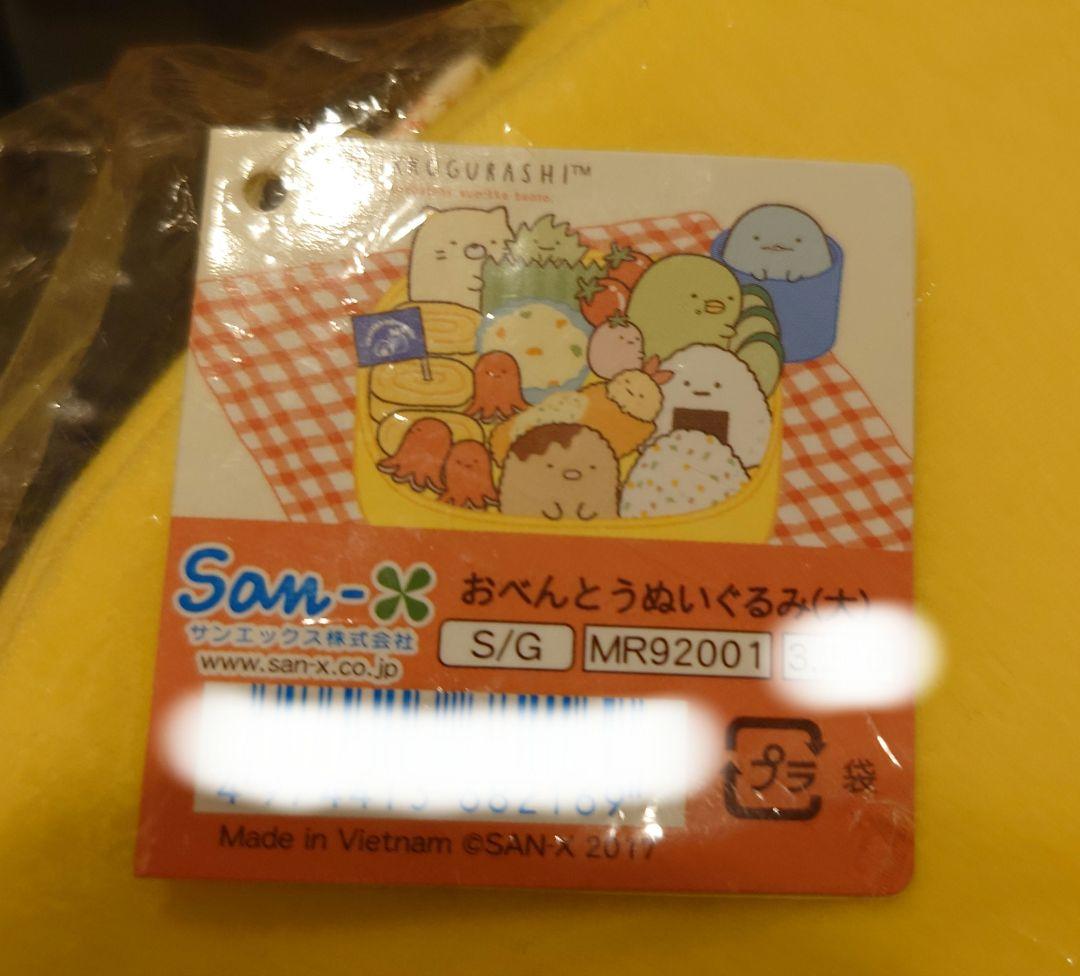 GURASHI™
San-X
おべんとうぬいぐるみ(大)
サンエックス株式会社
S/G
MR92001
www.san-x.co.jp
プラ
袋
Made in Vietnam ©SAN-X 2017